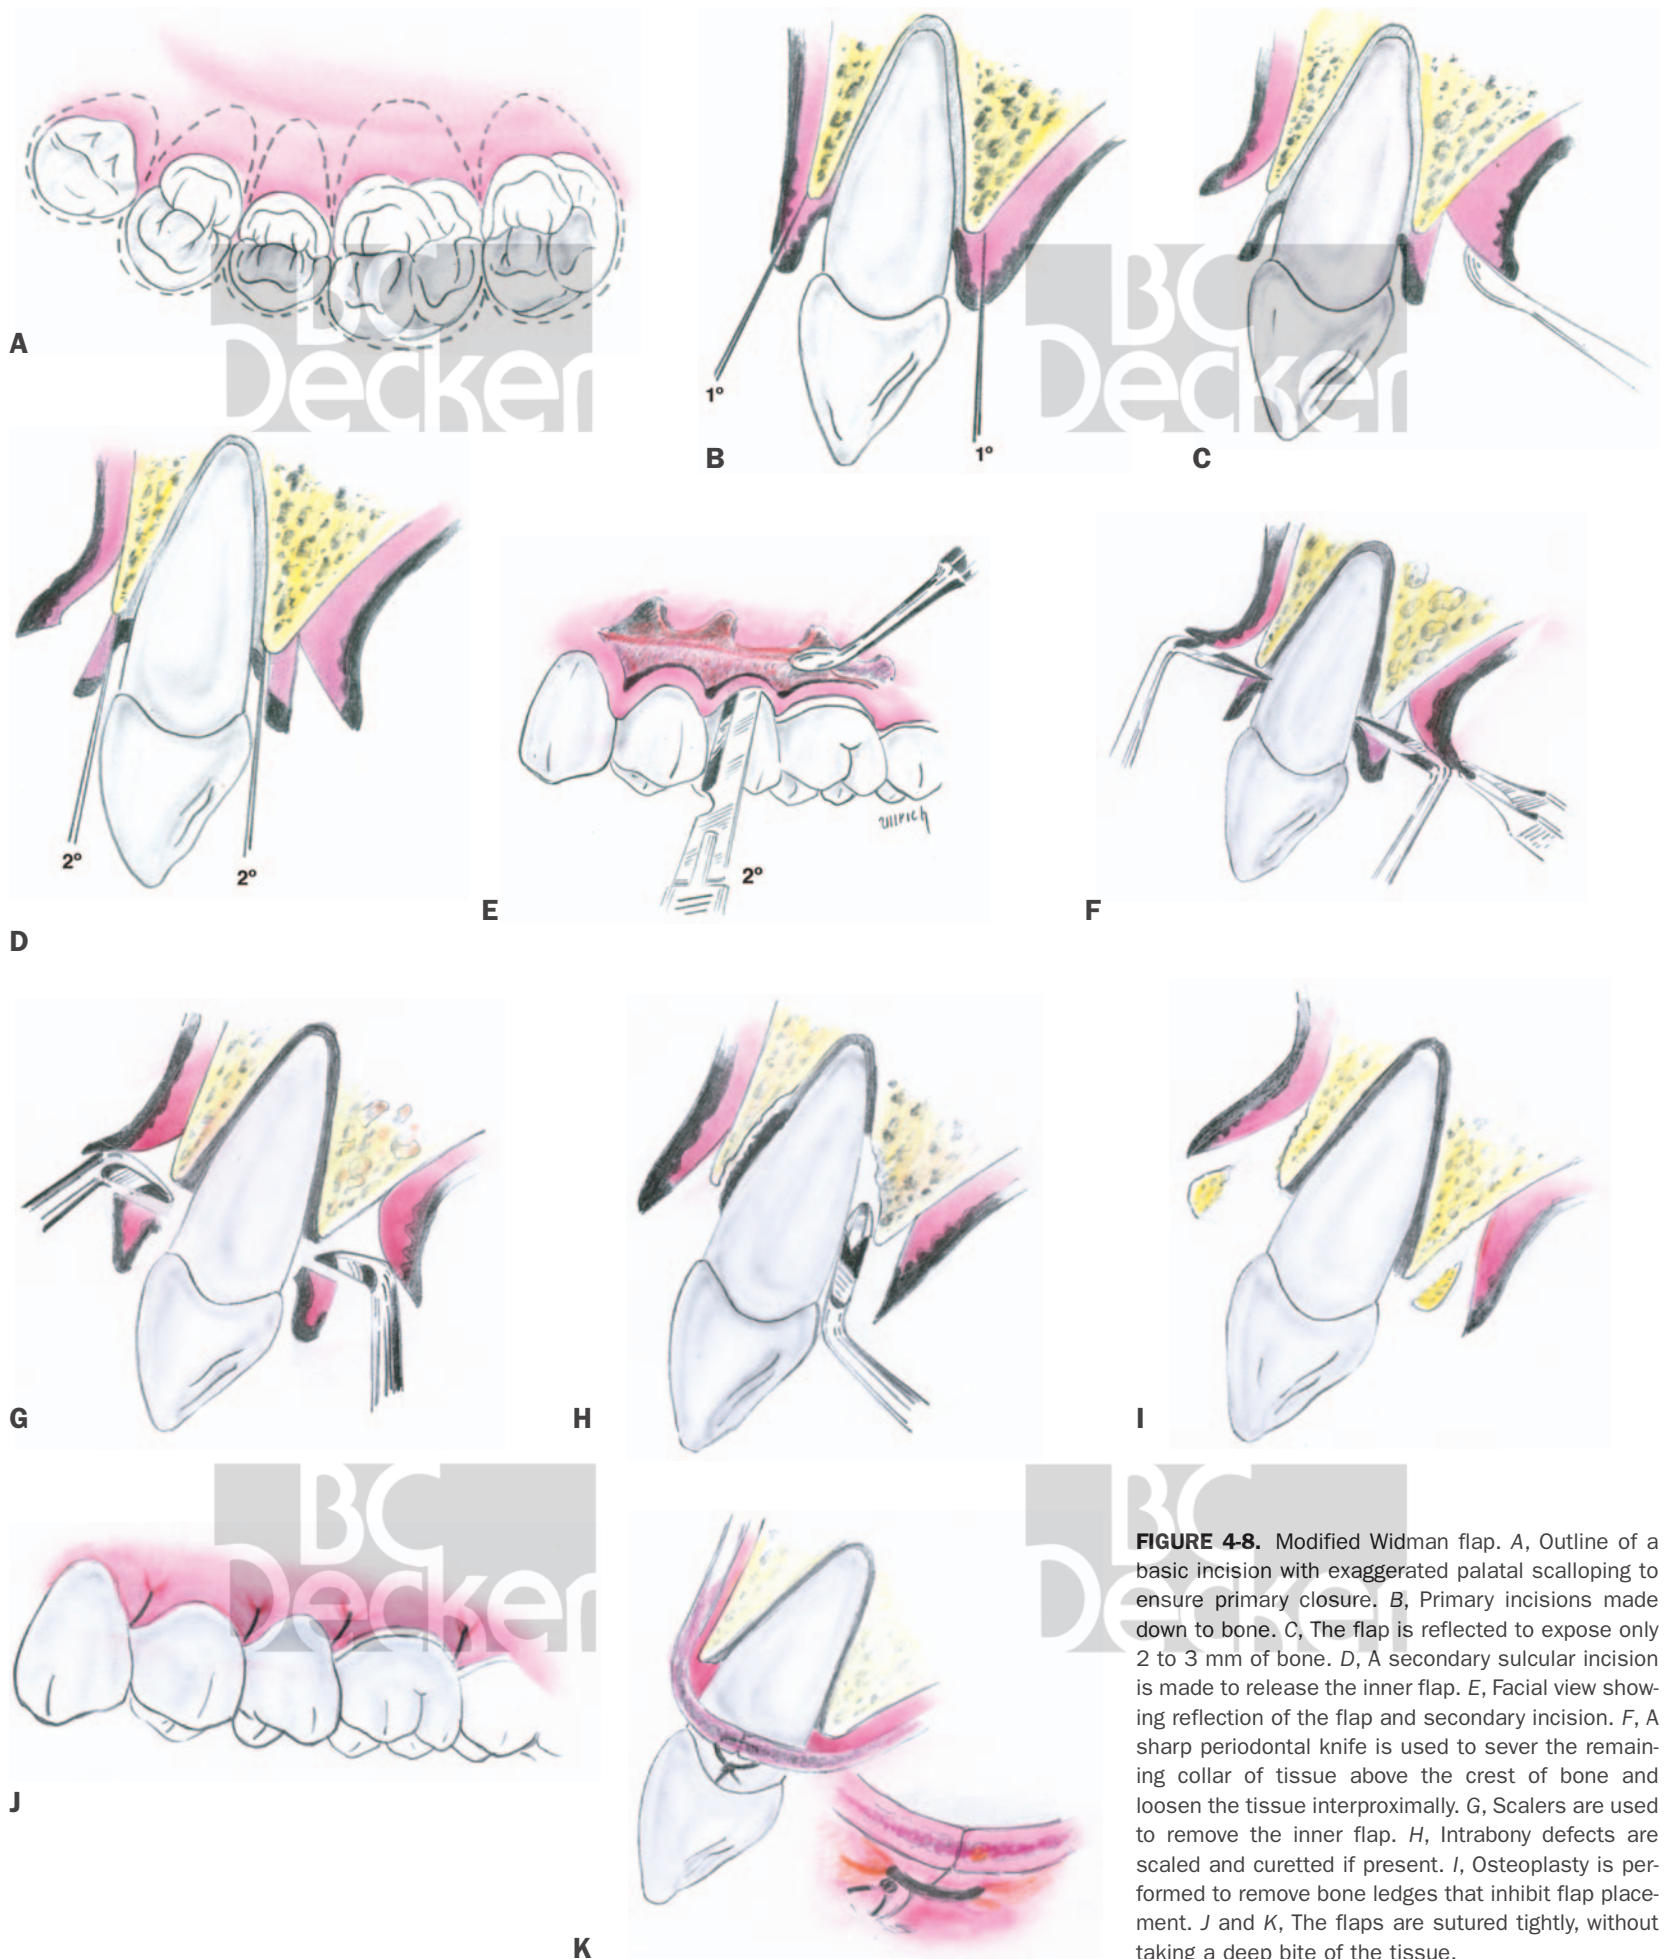 BC
Decker
BC
Decker
A
1º
1º
B
C
2º
2º
D
E
Ullrich
2º
F
G
H
I
BC
Decker
BC
Decker
J
K
FIGURE 4-8. Modified Widman flap. A, Outline of a
basic incision with exaggerated palatal scalloping to
ensure primary closure. B, Primary incisions made
down to bone. C, The flap is reflected to expose only
2 to 3 mm of bone. D, A secondary sulcular incision
is made to release the inner flap. E, Facial view show-
ing reflection of the flap and secondary incision. F, A
sharp periodontal knife is used to sever the remain-
ing collar of tissue above the crest of bone and
loosen the tissue interproximally. G, Scalers are used
to remove the inner flap. H, Intrabony defects are
scaled and curetted if present. I, Osteoplasty is per-
formed to remove bone ledges that inhibit flap place-
ment. J and K, The flaps are sutured tightly, without
taking a deep bite of the tissue.